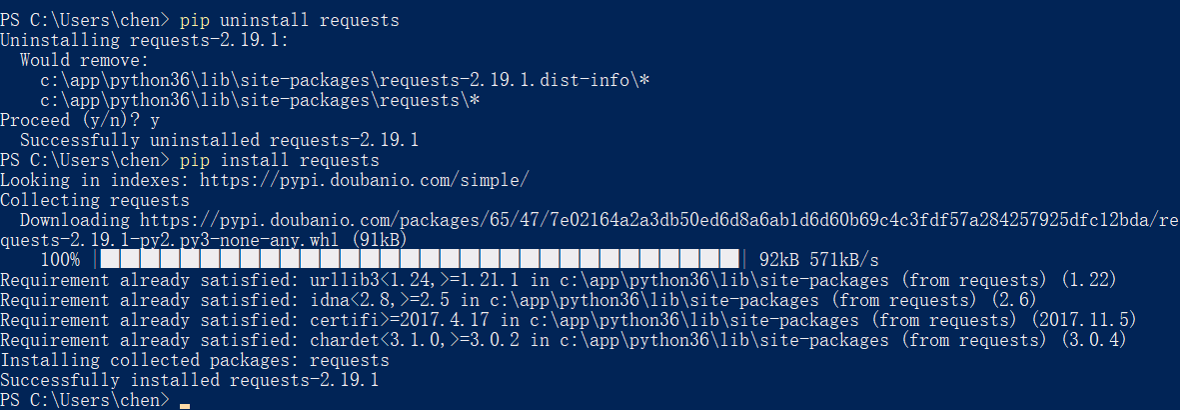 PS C:\Users\chen> pip uninstall requests
Uninstalling requests-2.19.1:
  Would remove:
    c:\app\python36\lib\site-packages\requests-2.19.1.dist-info\*
    c:\app\python36\lib\site-packages\requests\*
Proceed (y/n)? y
  Successfully uninstalled requests-2.19.1
PS C:\Users\chen> pip install requests
Looking in indexes: https://pypi.doubanio.com/simple/
Collecting requests
  Downloading https://pypi.doubanio.com/packages/65/47/7e02164a2a3db50ed6d8a6ab1d6d60b69c4c3fdf57a284257925dfc12bda/re
quests-2.19.1-py2.py3-none-any.whl (91kB)
    100% || 92kB 571kB/s
Requirement already satisfied: urllib3<1.24,>=1.21.1 in c:\app\python36\lib\site-packages (from requests) (1.22)
Requirement already satisfied: idna<2.8,>=2.5 in c:\app\python36\lib\site-packages (from requests) (2.6)
Requirement already satisfied: certifi>=2017.4.17 in c:\app\python36\lib\site-packages (from requests) (2017.11.5)
Requirement already satisfied: chardet<3.1.0,>=3.0.2 in c:\app\python36\lib\site-packages (from requests) (3.0.4)
Installing collected packages: requests
Successfully installed requests-2.19.1
PS C:\Users\chen>